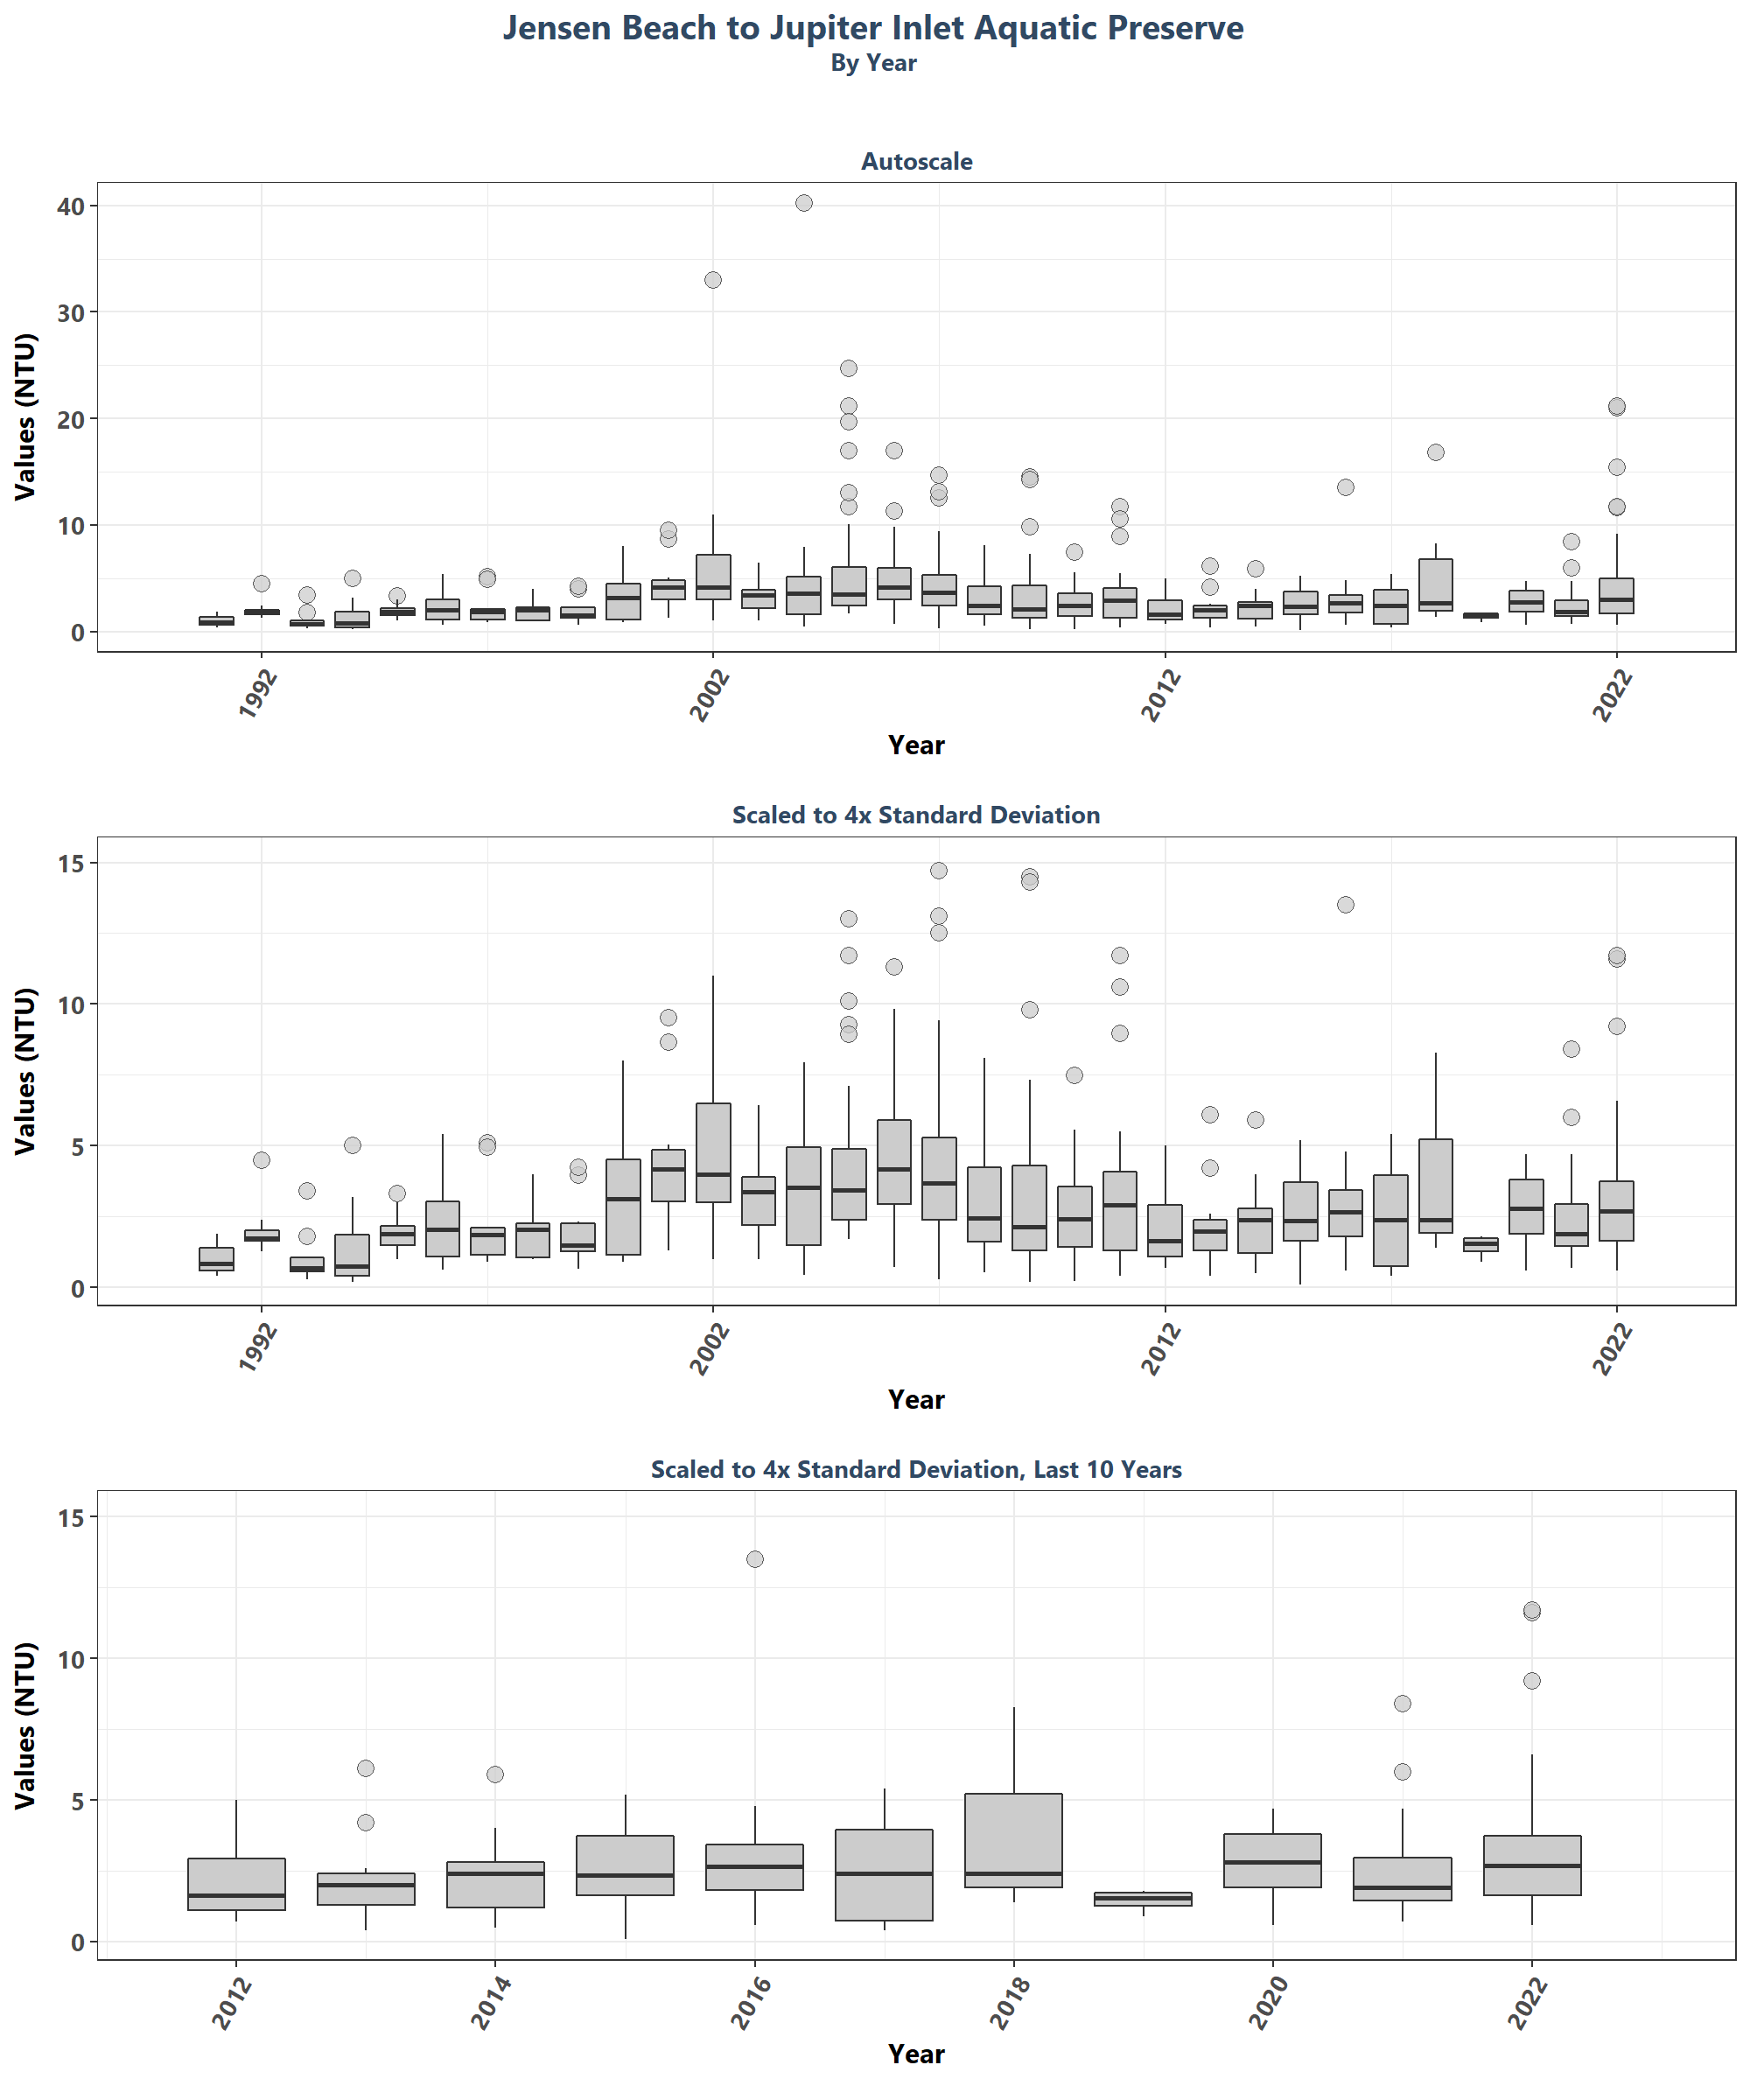 Jensen Beach to Jupiter Inlet Aquatic Preserve
By Year
Autoscale
Values (NTU)
40
30
20
10
0
1992
2002
2012
2022
Year
Scaled to 4x Standard Deviation
Values (NTU)
15
10
5
0
1992
2002
2012
2022
Year
Scaled to 4x Standard Deviation, Last 10 Years
Values (NTU)
15
10
5
0
2012
2014
2016
2018
2020
2022
Year